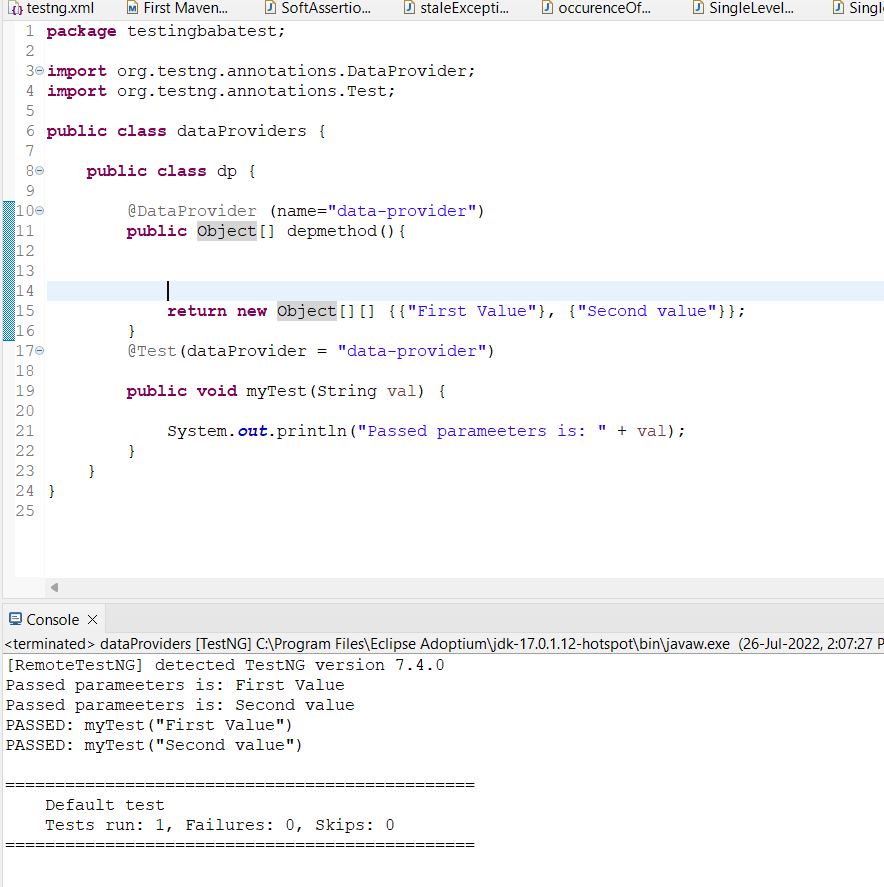 testng.xml First Maven... SoftAssertio... staleExcepti... occurenceOf... SingleLevel... Single
1 package testingbabatest;
2
3 import org.testng.annotations.DataProvider;
4 import org.testng.annotations.Test;
5
6 public class dataProviders {
7
8 public class dp {
9
10 @DataProvider (name="data-provider")
11 public Object[] depmethod(){
12
13
14
15 return new Object[][] {{"First Value"}, {"Second value"}};
16 }
17 @Test(dataProvider = "data-provider")
18
19 public void myTest(String val) {
20
21 System.out.println("Passed parameeters is: " + val);
22 }
23 }
24 }
25
Console
<terminated> dataProviders [TestNG] C:\Program Files\Eclipse Adoptium\jdk-17.0.1.12-hotspot\bin\javaw.exe (26-Jul-2022, 2:07:27 P
[RemoteTestNG] detected TestNG version 7.4.0
Passed parameeters is: First Value
Passed parameeters is: Second value
PASSED: myTest("First Value")
PASSED: myTest("Second value")
===============================================
Default test
Tests run: 1, Failures: 0, Skips: 0
===============================================